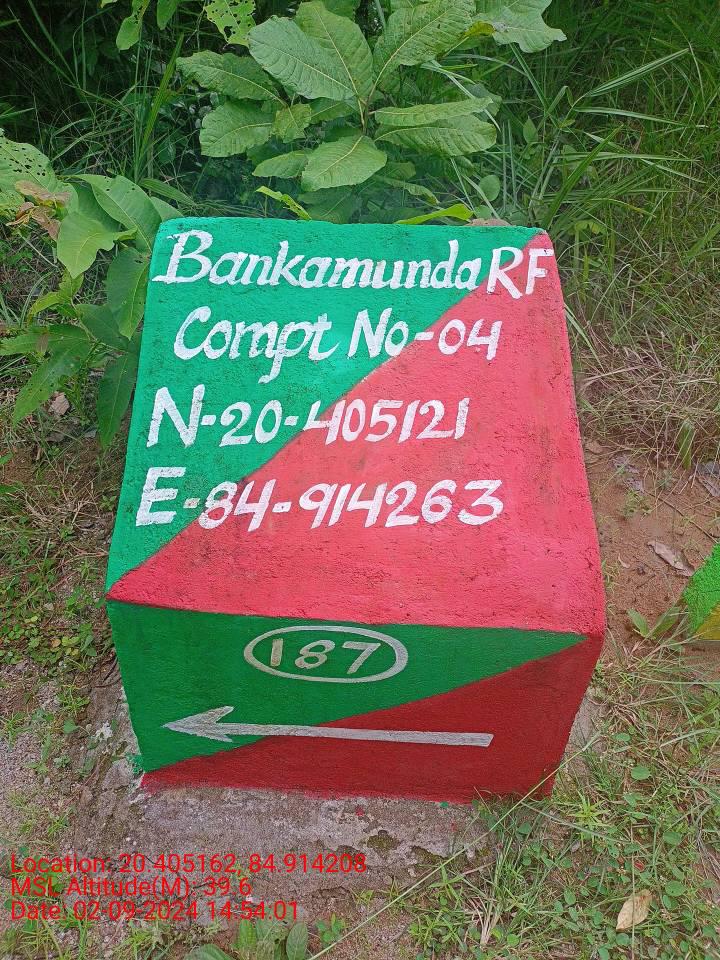 Bankamunda RF
Compt No-04
N-20-405121
E-84-914263
187
Location: 20.405162, 84.914208
MSL Altitude(M): 39.6
Date: 02-09-2024 14:54:01